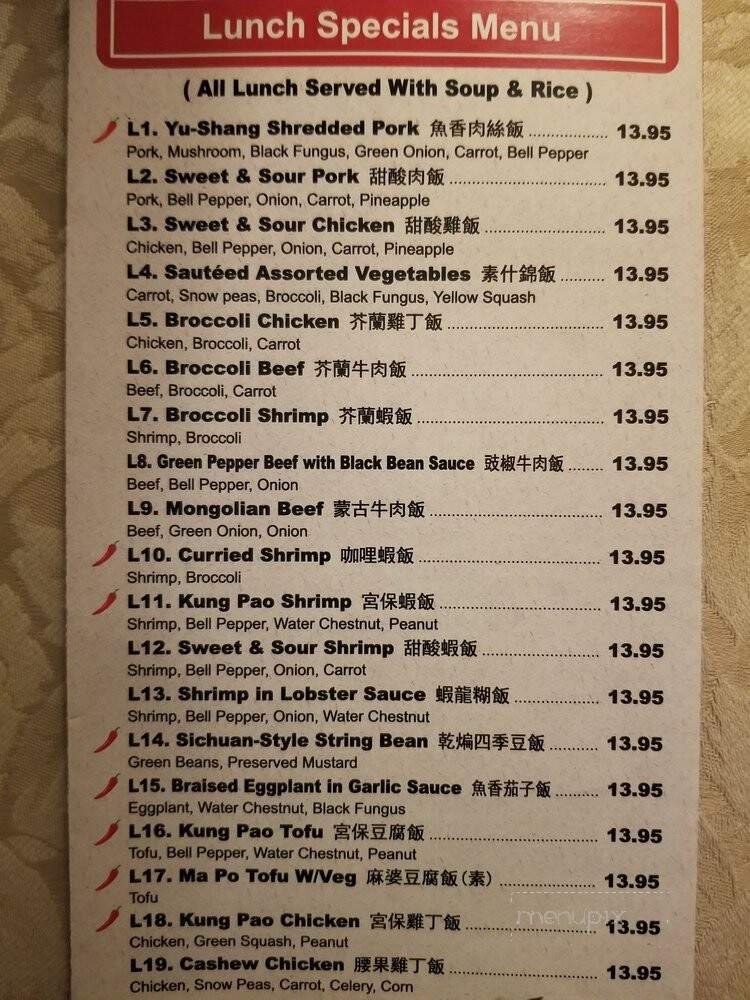 Lunch Specials Menu
( All Lunch Served With Soup & Rice )
L1. Yu-Shang Shredded Pork 魚香肉絲飯 .................. 13.95
Pork, Mushroom, Black Fungus, Green Onion, Carrot, Bell Pepper
L2. Sweet & Sour Pork 甜酸肉飯 .................. 13.95
Pork, Bell Pepper, Onion, Carrot, Pineapple
L3. Sweet & Sour Chicken 甜酸雞飯 .................. 13.95
Chicken, Bell Pepper, Onion, Carrot, Pineapple
L4. Sautéed Assorted Vegetables 素什錦飯 .......... 13.95
Carrot, Snow peas, Broccoli, Black Fungus, Yellow Squash
L5. Broccoli Chicken 芥蘭雞丁飯 .................. 13.95
Chicken, Broccoli, Carrot
L6. Broccoli Beef 芥蘭牛肉飯 .................. 13.95
Beef, Broccoli, Carrot
L7. Broccoli Shrimp 芥蘭蝦飯 .................. 13.95
Shrimp, Broccoli
L8. Green Pepper Beef with Black Bean Sauce 豉椒牛肉飯 ........ 13.95
Beef, Bell Pepper, Onion
L9. Mongolian Beef 蒙古牛肉飯 .................. 13.95
Beef, Green Onion, Onion
L10. Curried Shrimp 咖哩蝦飯 .................. 13.95
Shrimp, Broccoli
L11. Kung Pao Shrimp 宮保蝦飯 .................. 13.95
Shrimp, Bell Pepper, Water Chestnut, Peanut
L12. Sweet & Sour Shrimp 甜酸蝦飯 .................. 13.95
Shrimp, Bell Pepper, Onion, Carrot
L13. Shrimp in Lobster Sauce 蝦龍糊飯 .................. 13.95
Shrimp, Bell Pepper, Onion, Water Chestnut
L14. Sichuan-Style String Bean 乾煸四季豆飯 ........... 13.95
Green Beans, Preserved Mustard
L15. Braised Eggplant in Garlic Sauce 魚香茄子飯 .......... 13.95
Eggplant, Water Chestnut, Black Fungus
L16. Kung Pao Tofu 宮保豆腐飯 .................. 13.95
Tofu, Bell Pepper, Water Chestnut, Peanut
L17. Ma Po Tofu W/Veg 麻婆豆腐飯(素) .................. 13.95
Tofu
menupix
L18. Kung Pao Chicken 宮保雞丁飯 .................. 13.95
Chicken, Green Squash, Peanut
L19. Cashew Chicken 腰果雞丁飯 .................. 13.95
Chicken, Snow Peas, Carrot, Celery, Corn